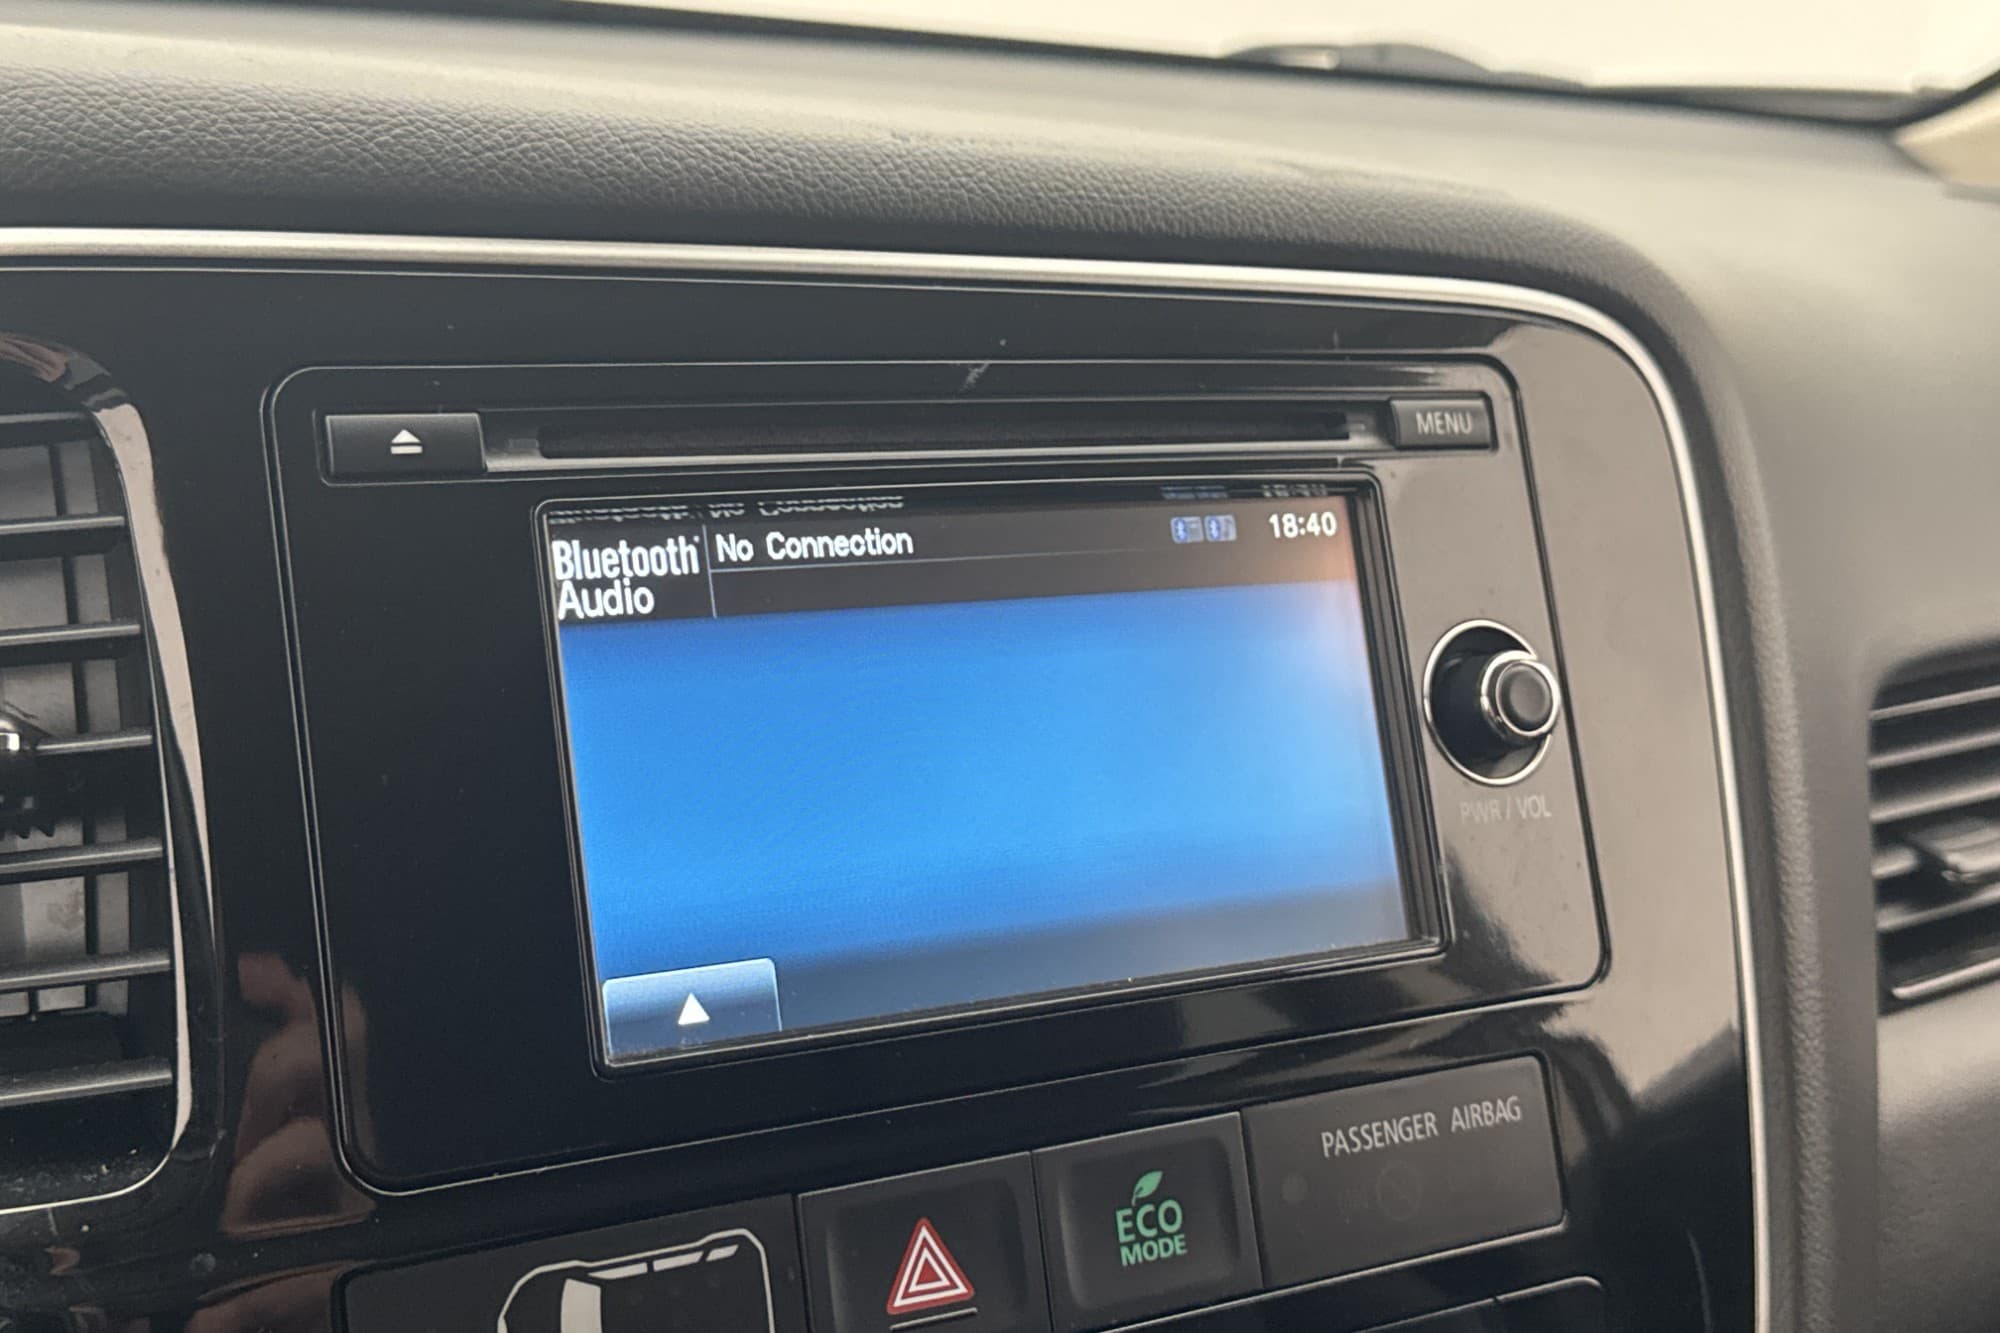 MENU
Bluetooth
Audio
No Connection
18:40
PWR / VOL
PASSENGER AIRBAG
ECO
MODE